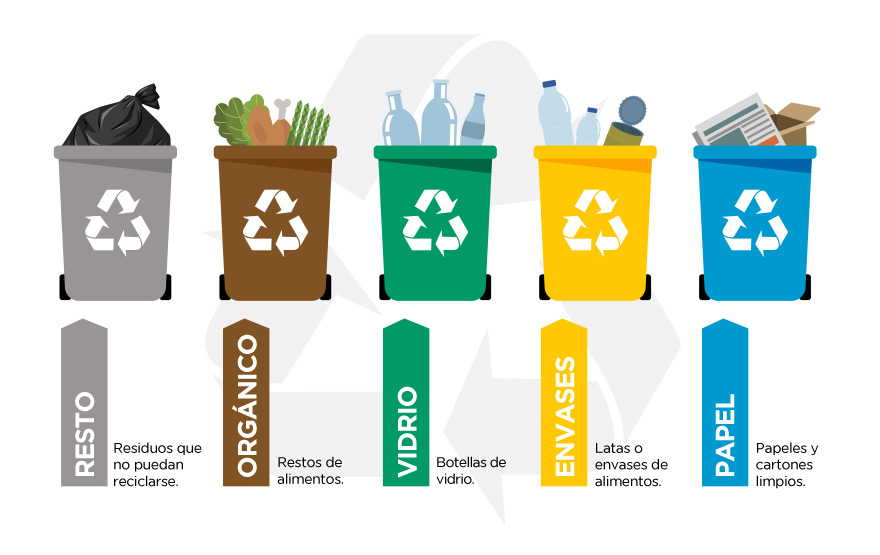 RESTO
Residuos que
no puedan
reciclarse.
ORGÁNICO
Restos de
alimentos.
VIDRIO
Botellas de
vidrio.
ENVASES
Latas o
envases de
alimentos.
PAPEL
Papeles y
cartones
limpios.